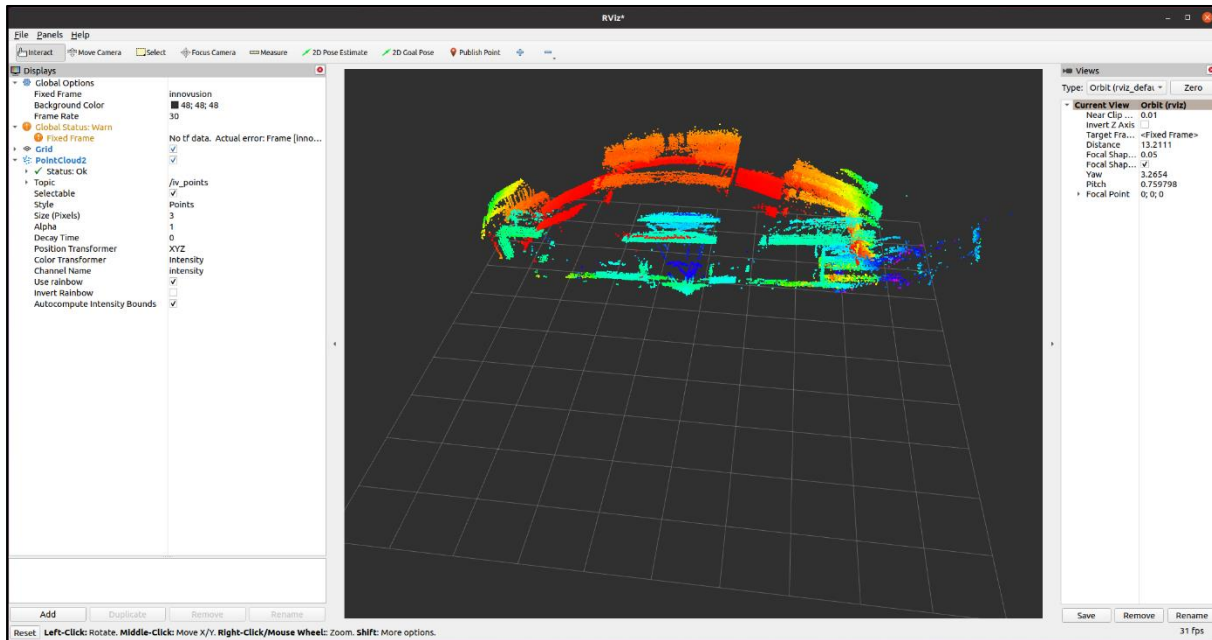 RViz*
File Panels Help
Interact Move Camera Select Focus Camera Measure 2D Pose Estimate 2D Goal Pose Publish Point
Displays
Global Options
Fixed Frame innovusion
Background Color 48; 48; 48
Frame Rate 30
Global Status: Warn
Fixed Frame No tf data. Actual error: Frame [inno...
Grid
PointCloud2
Status: Ok
Topic /iv_points
Selectable
Style Points
Size (Pixels) 3
Alpha 1
Decay Time 0
Position Transformer XYZ
Color Transformer Intensity
Channel Name intensity
Use rainbow
Invert Rainbow
Autocompute Intensity Bounds
Add Duplicate Remove Rename
Views
Type: Orbit (rviz_defau Zero
Current View Orbit (rviz)
Near Clip ... 0.01
Invert Z Axis
Target Fra... <Fixed Frame>
Distance 13.2111
Focal Shap... 0.05
Focal Shap...
Yaw 3.2654
Pitch 0.759798
Focal Point 0; 0; 0
Save Remove Rename
Reset Left-Click: Rotate. Middle-Click: Move X/Y. Right-Click/Mouse Wheel:: Zoom. Shift: More options. 31 fps